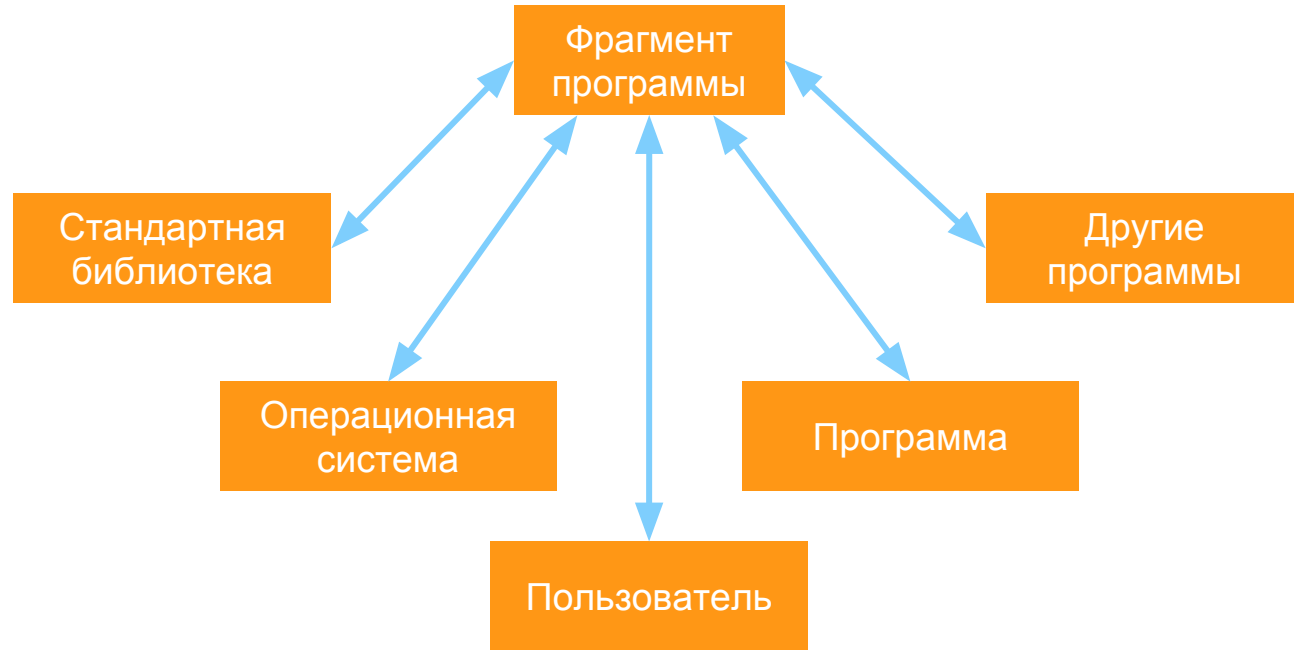 Фрагмент
программы
Стандартная
библиотека
Другие
программы
Операционная
система
Программа
Пользователь